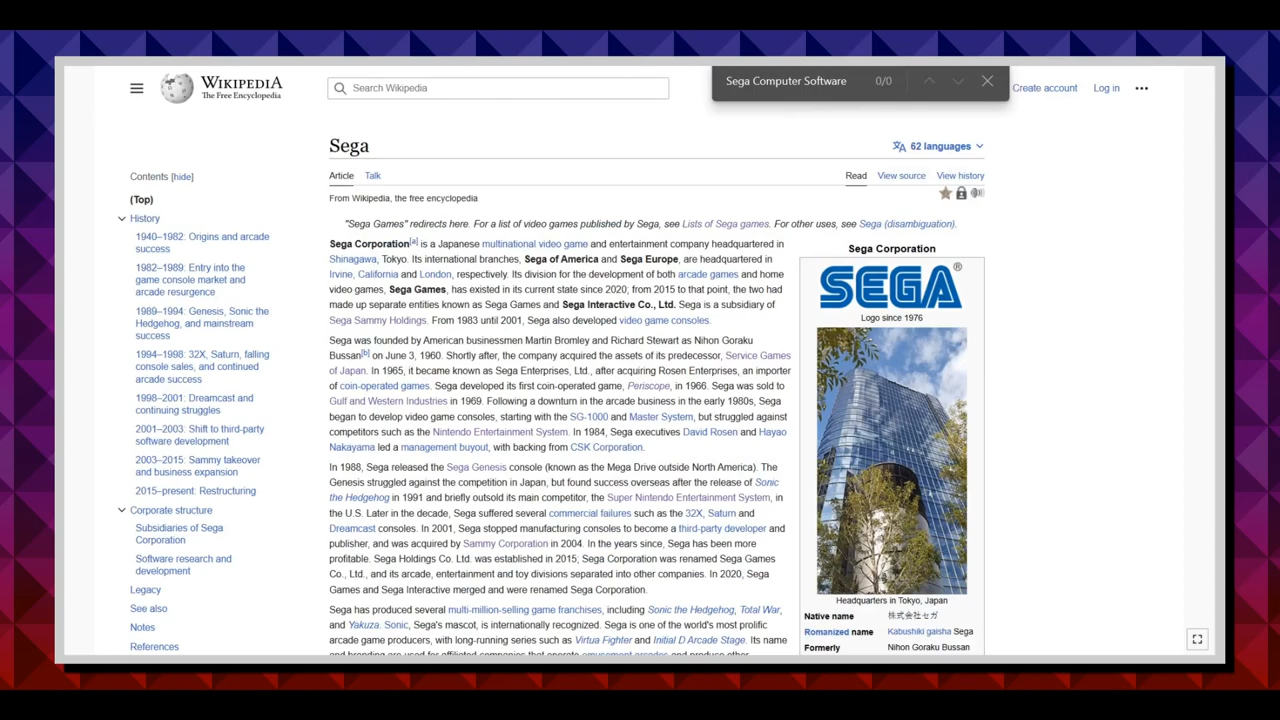 WIKIPEDIA
The Free Encyclopedia
Search Wikipedia
Sega Computer Software 0/0
Create account
Log in
Sega
62 languages
Article
Talk
Read
View source
View history
From Wikipedia, the free encyclopedia
Contents [hide]
(Top)
History
1940–1982: Origins and arcade
success
1982–1989: Entry into the
game console market and
arcade resurgence
1989–1994: Genesis, Sonic the
Hedgehog, and mainstream
success
1994–1998: 32X, Saturn, falling
console sales, and continued
arcade success
1998–2001: Dreamcast and
continuing struggles
2001–2003: Shift to third-party
software development
2003–2015: Sammy takeover
and business expansion
2015–present: Restructuring
Corporate structure
Subsidiaries of Sega
Corporation
Software research and
development
Legacy
See also
Notes
References
"Sega Games" redirects here. For a list of video games published by Sega, see Lists of Sega games. For other uses, see Sega (disambiguation).
Sega Corporation[a] is a Japanese multinational video game and entertainment company headquartered in
Shinagawa, Tokyo. Its international branches, Sega of America and Sega Europe, are headquartered in
Irvine, California and London, respectively. Its division for the development of both arcade games and home
video games, Sega Games, has existed in its current state since 2020; from 2015 to that point, the two had
made up separate entities known as Sega Games and Sega Interactive Co., Ltd. Sega is a subsidiary of
Sega Sammy Holdings. From 1983 until 2001, Sega also developed video game consoles.
Sega was founded by American businessmen Martin Bromley and Richard Stewart as Nihon Goraku
Bussan[b] on June 3, 1960. Shortly after, the company acquired the assets of its predecessor, Service Games
of Japan. In 1965, it became known as Sega Enterprises, Ltd., after acquiring Rosen Enterprises, an importer
of coin-operated games. Sega developed its first coin-operated game, Periscope, in 1966. Sega was sold to
Gulf and Western Industries in 1969. Following a downturn in the arcade business in the early 1980s, Sega
began to develop video game consoles, starting with the SG-1000 and Master System, but struggled against
competitors such as the Nintendo Entertainment System. In 1984, Sega executives David Rosen and Hayao
Nakayama led a management buyout, with backing from CSK Corporation.
In 1988, Sega released the Sega Genesis console (known as the Mega Drive outside North America). The
Genesis struggled against the competition in Japan, but found success overseas after the release of Sonic
the Hedgehog in 1991 and briefly outsold its main competitor, the Super Nintendo Entertainment System, in
the U.S. Later in the decade, Sega suffered several commercial failures such as the 32X, Saturn and
Dreamcast consoles. In 2001, Sega stopped manufacturing consoles to become a third-party developer and
publisher, and was acquired by Sammy Corporation in 2004. In the years since, Sega has been more
profitable. Sega Holdings Co. Ltd. was established in 2015; Sega Corporation was renamed Sega Games
Co., Ltd., and its arcade, entertainment and toy divisions separated into other companies. In 2020, Sega
Games and Sega Interactive merged and were renamed Sega Corporation.
Sega has produced several multi-million-selling game franchises, including Sonic the Hedgehog, Total War,
and Yakuza. Sonic, Sega's mascot, is internationally recognized. Sega is one of the world's most prolific
arcade game producers, with long-running series such as Virtua Fighter and Initial D Arcade Stage. Its name
and branding are used for affiliated companies that operate amusement arcades and produce other
Sega Corporation
SEGA®
Logo since 1976
Headquarters in Tokyo, Japan
Native name 株式会社セガ
Romanized name Kabushiki gaisha Sega
Formerly Nihon Goraku Bussan